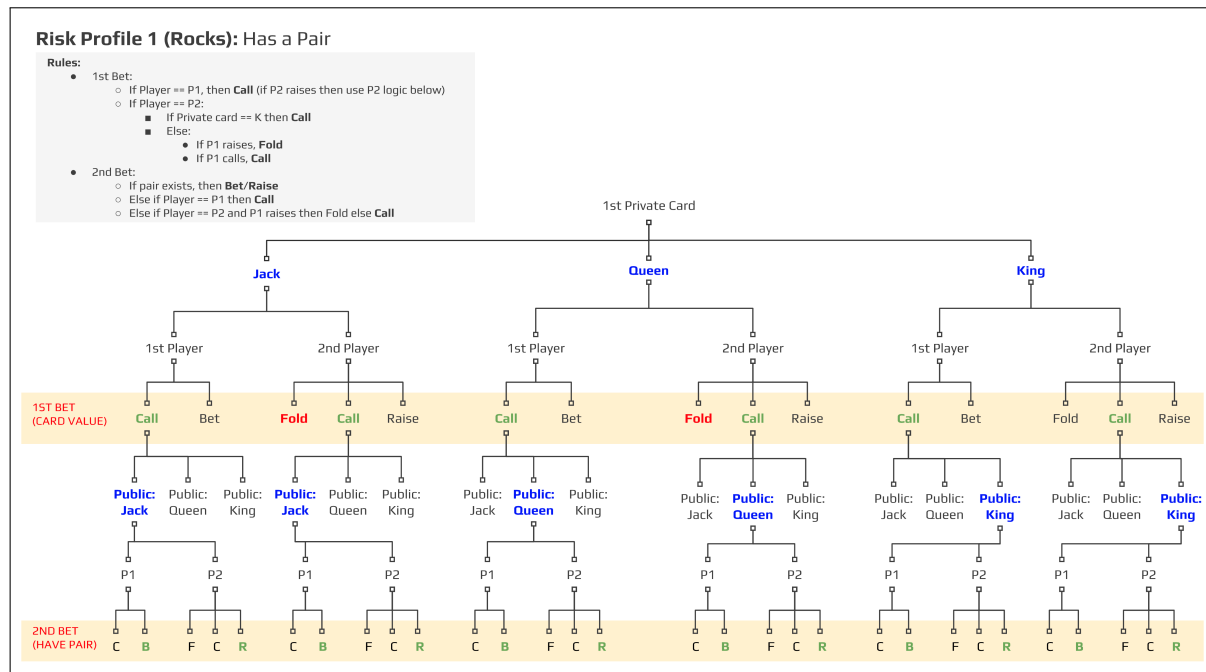 Risk Profile 1 (Rocks): Has a Pair
Rules:
● 1st Bet:
○ If Player == P1, then Call (if P2 raises then use P2 logic below)
○ If Player == P2:
■ If Private card == K then Call
■ Else:
● If P1 raises, Fold
● If P1 calls, Call
● 2nd Bet:
○ If pair exists, then Bet/Raise
○ Else if Player == P1 then Call
○ Else if Player == P2 and P1 raises then Fold else Call
1st Private Card
Jack Queen King
1st Player 2nd Player 1st Player 2nd Player 1st Player 2nd Player
1ST BET
(CARD VALUE)
Call Bet Fold Call Raise Call Bet Fold Call Raise Call Bet Fold Call Raise
Public: Public: Public: Public: Public: Public: Public: Public: Public: Public: Public: Public: Public: Public: Public: Public: Public: Public:
Jack Queen King Jack Queen King Jack Queen King Jack Queen King Jack Queen King Jack Queen King
P1 P2 P1 P2 P1 P2 P1 P2 P1 P2 P1 P2
2ND BET
(HAVE PAIR)
C B F C R C B F C R C B F C R C B F C R C B F C R C B F C R